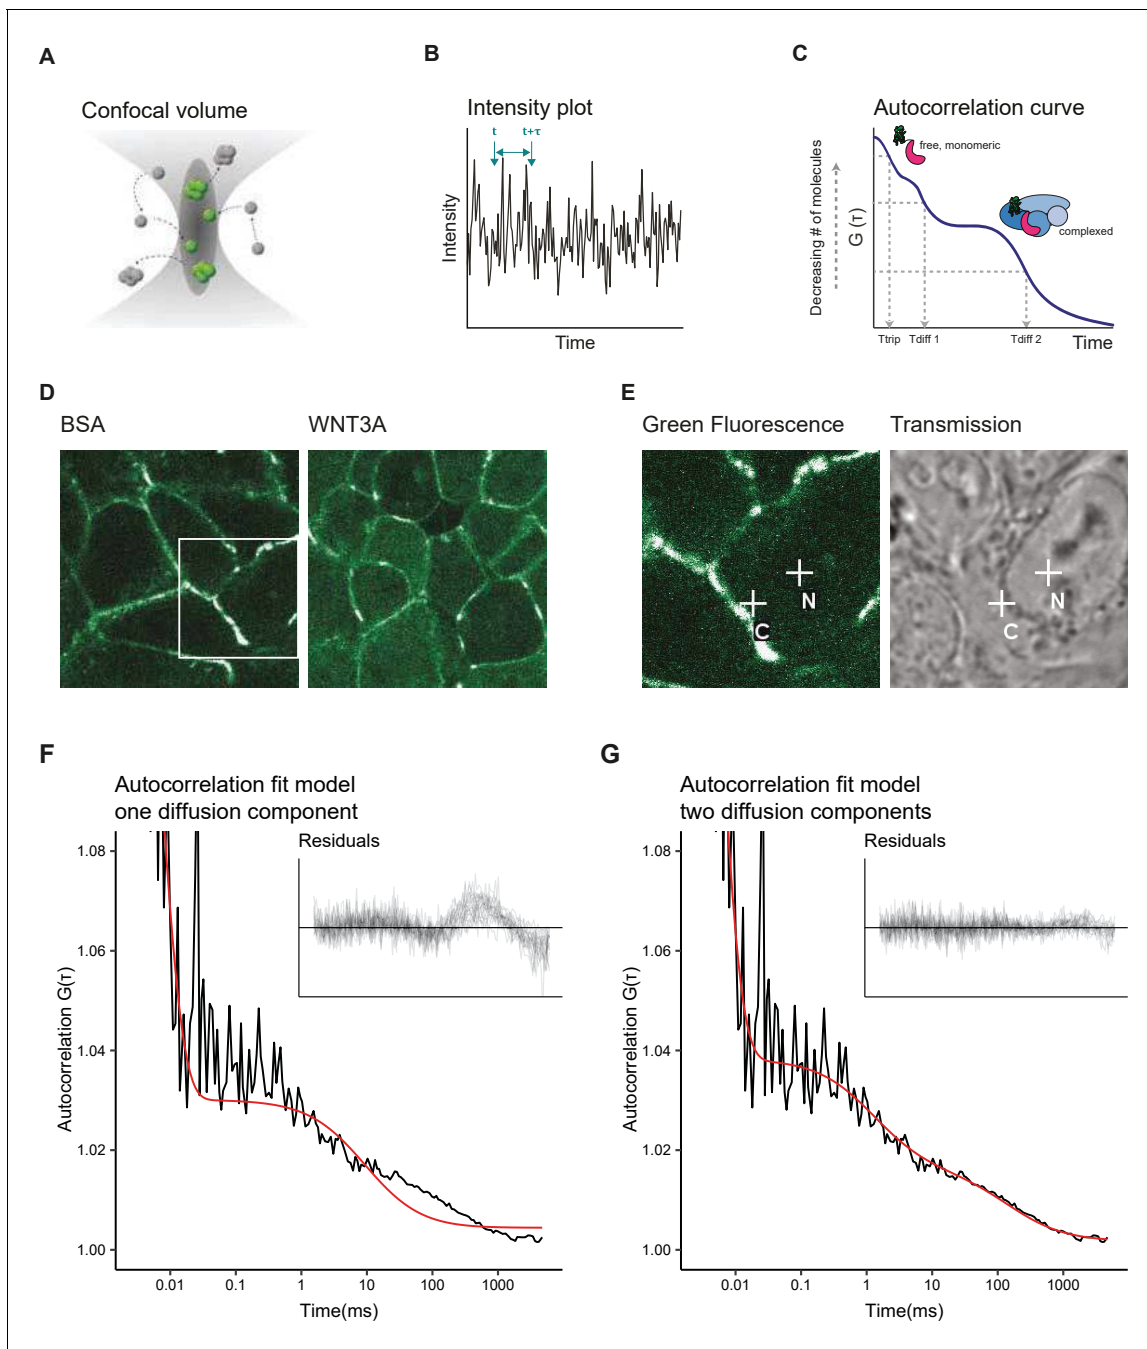 A
Confocal volume
B
Intensity plot
t
t+τ
Intensity
Time
C
Autocorrelation curve
free, monomeric
complexed
Decreasing # of molecules
G (τ)
Ttrip
Tdiff 1
Tdiff 2
Time
D
BSA
WNT3A
E
Green Fluorescence
Transmission
N
C
N
C
F
Autocorrelation fit model
one diffusion component
Residuals
1.08
1.06
1.04
1.02
1.00
Autocorrelation G(τ)
0.01
0.1
1
10
100
1000
Time(ms)
G
Autocorrelation fit model
two diffusion components
Residuals
1.08
1.06
1.04
1.02
1.00
Autocorrelation G(τ)
0.01
0.1
1
10
100
1000
Time(ms)